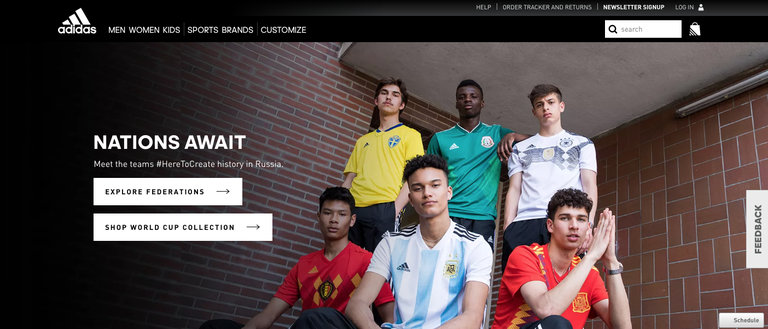 HELP
ORDER TRACKER AND RETURNS
NEWSLETTER SIGNUP
LOG IN
adidas
MEN WOMEN KIDS SPORTS BRANDS CUSTOMIZE
search
NATIONS AWAIT
Meet the teams #HereToCreate history in Russia.
EXPLORE FEDERATIONS
SHOP WORLD CUP COLLECTION
FEEDBACK
Schedule